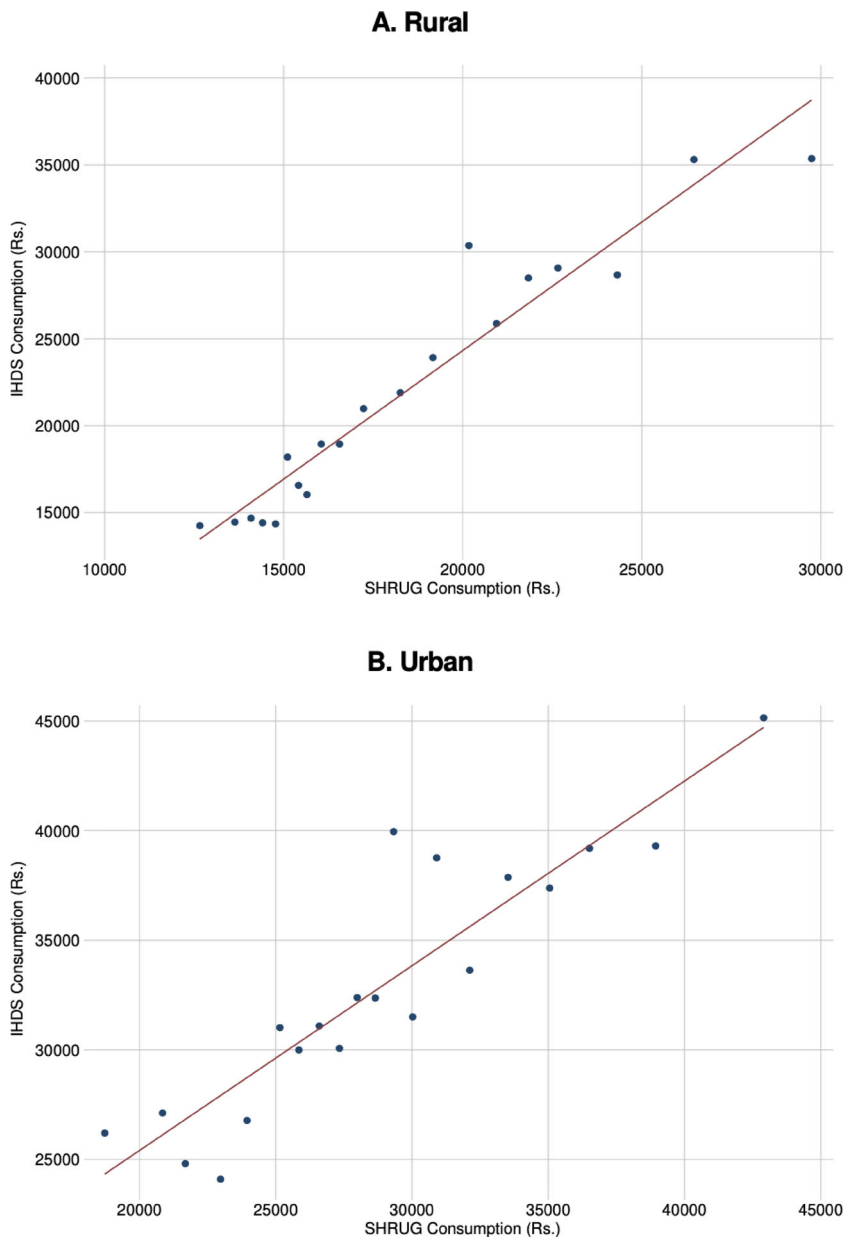 A. Rural
40000
35000
30000
25000
20000
15000
IHDS Consumption (Rs.)
10000 15000 20000 25000 30000
SHRUG Consumption (Rs.)
B. Urban
45000
40000
35000
30000
25000
IHDS Consumption (Rs.)
20000 25000 30000 35000 40000 45000
SHRUG Consumption (Rs.)